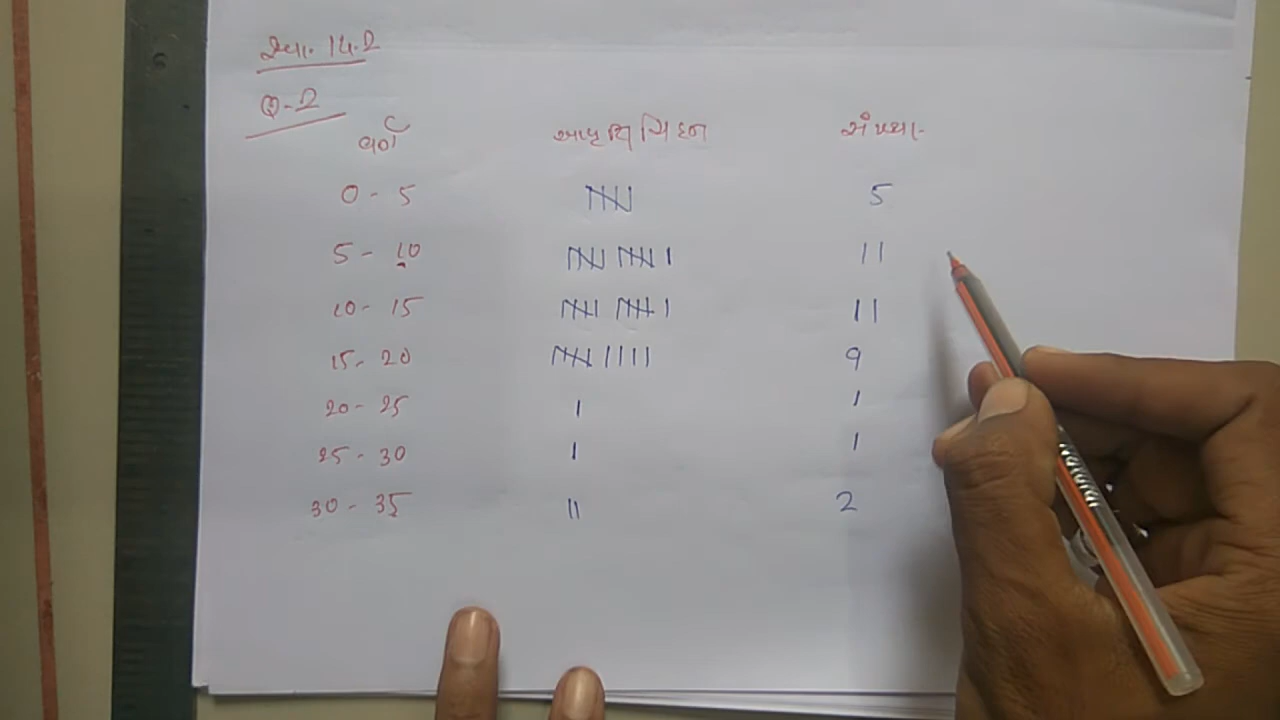 સ્વા. 14.2
Q-2
વર્ગ આવૃત્તિ ચિહ્ન સંખ્યા
0 - 5 𝍸 5
5 - 10 𝍸 𝍸 | 11
10 - 15 𝍸 𝍸 | 11
15 - 20 𝍸 |||| 9
20 - 25 | 1
25 - 30 | 1
30 - 35 || 2